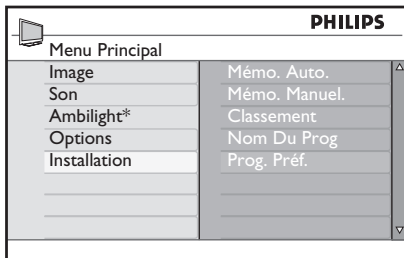 PHILIPS
Menu Principal
Image
Son
Ambilight*
Options
Installation
Mémo. Auto.
Mémo. Manuel.
Classement
Nom Du Prog
Prog. Préf.